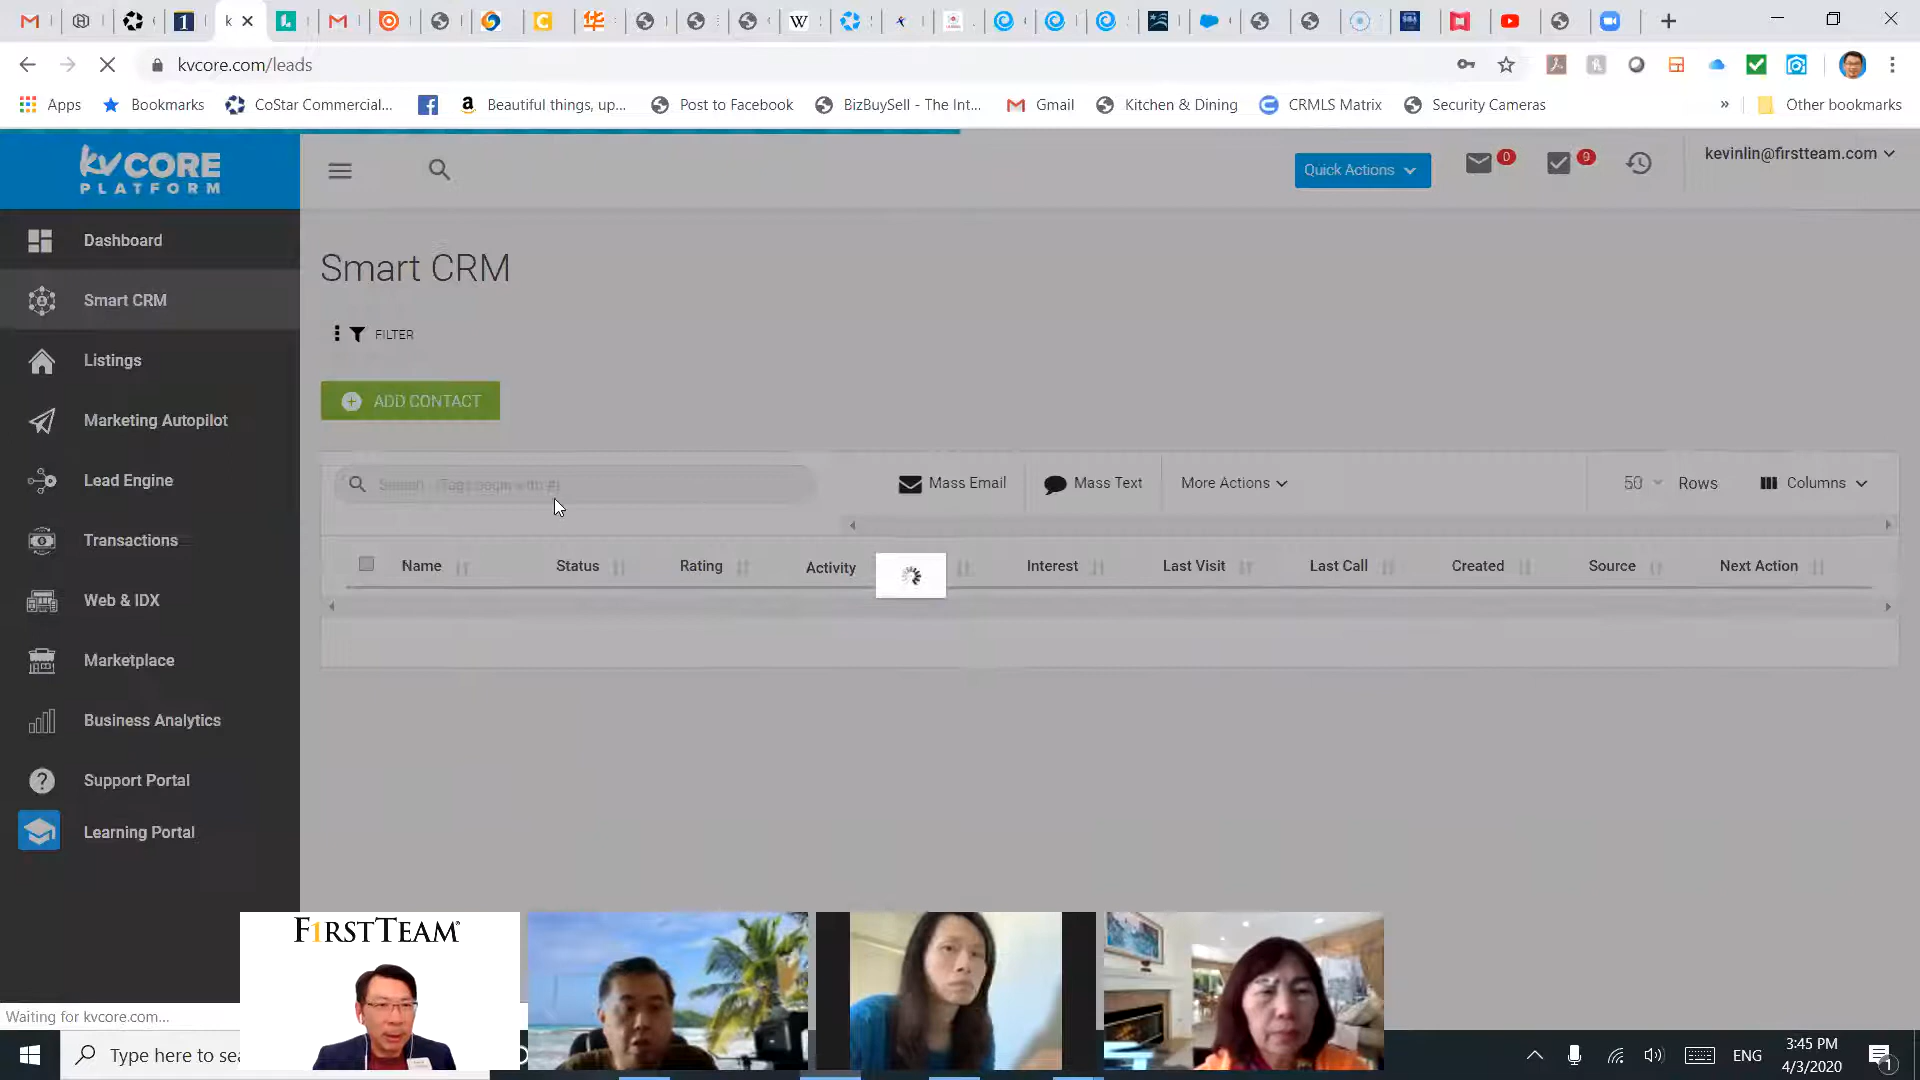 kvcore.com/leads
Apps
Bookmarks
CoStar Commercial...
Beautiful things, up...
Post to Facebook
BizBuySell - The Int...
Gmail
Kitchen & Dining
CRMLS Matrix
Security Cameras
»
Other bookmarks
kvCORE
PLATFORM
Quick Actions
0
9
kevinlin@firstteam.com
Dashboard
Smart CRM
Listings
Marketing Autopilot
Lead Engine
Transactions
Web & IDX
Marketplace
Business Analytics
Support Portal
Learning Portal
Smart CRM
FILTER
ADD CONTACT
Mass Email
Mass Text
More Actions
50
Rows
Columns
Name
Status
Rating
Activity
Interest
Last Visit
Last Call
Created
Source
Next Action
FIRSTTEAM
Waiting for kvcore.com...
Type here to sea
ENG
3:45 PM
4/3/2020
1